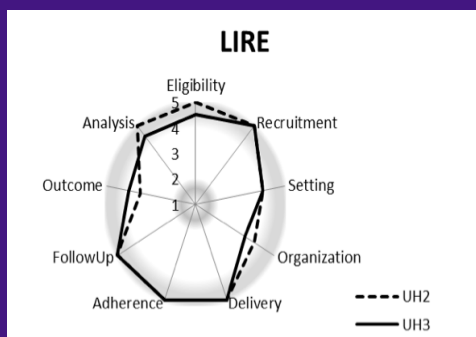 LIRE
Eligibility
5
Analysis
Recruitment
4
3
Outcome
Setting
2
1
FollowUp
Organization
Adherence
Delivery
UH2
UH3